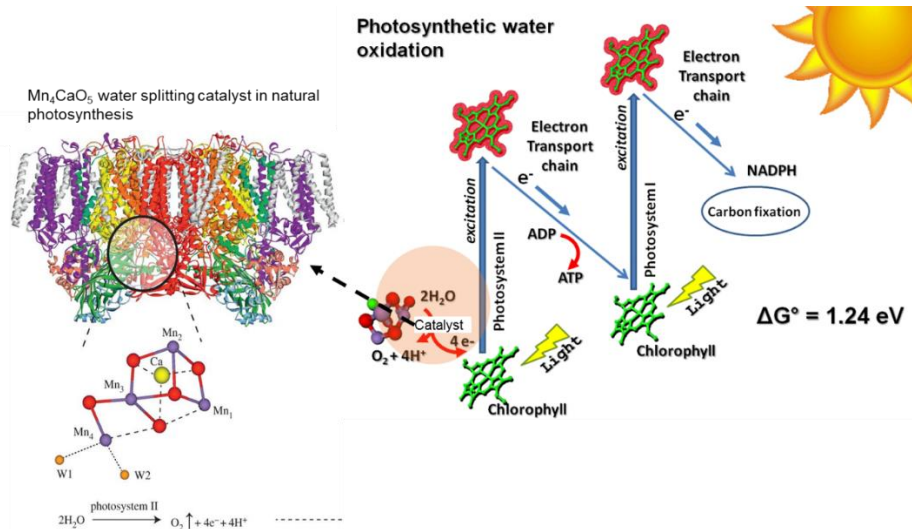 Photosynthetic water
oxidation
Mn₄CaO₅ water splitting catalyst in natural
photosynthesis
Mn₂
Ca
Mn₃
Mn₁
Mn₄
W1
W2
photosystem II
2H₂O → O₂ ↑ + 4e⁻ + 4H⁺
2H₂O
Catalyst
O₂ + 4H⁺
4 e-
excitation
Photosystem II
Light
Chlorophyll
Electron
Transport
chain
e⁻
ADP
ATP
excitation
Photosystem I
Light
Chlorophyll
Electron
Transport
chain
e⁻
NADPH
Carbon fixation
ΔG° = 1.24 eV